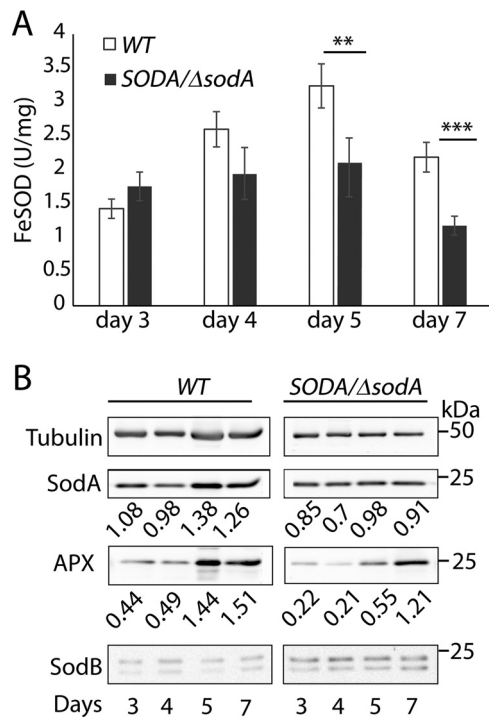 A
WT
SODA/ΔsodA
FeSOD (U/mg)
4
3.5
3
2.5
2
1.5
1
0.5
0
**
***
day 3 day 4 day 5 day 7
B
WT SODA/ΔsodA
kDa
Tubulin 50
SodA 25
1.08 0.98 1.38 1.26 0.85 0.7 0.98 0.91
APX 25
0.44 0.49 1.44 1.51 0.22 0.21 0.55 1.21
SodB 25
Days 3 4 5 7 3 4 5 7